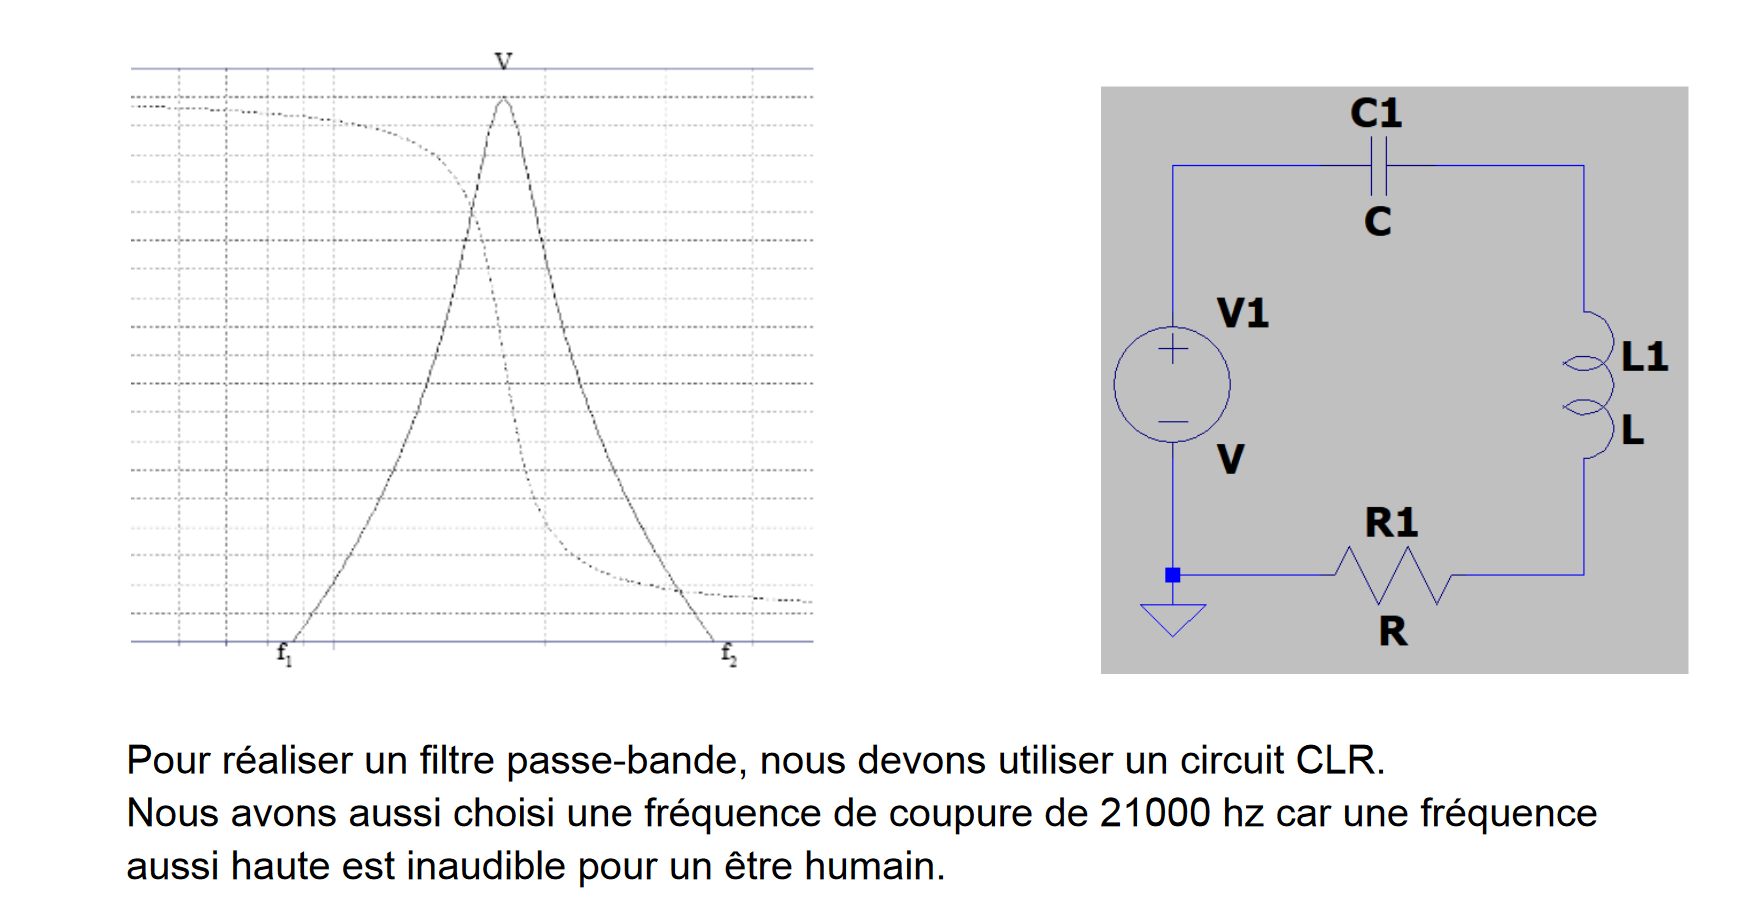 V
f₁
f₂
C1
C
V1
V
L1
L
R1
R
Pour réaliser un filtre passe-bande, nous devons utiliser un circuit CLR.
Nous avons aussi choisi une fréquence de coupure de 21000 hz car une fréquence
aussi haute est inaudible pour un être humain.